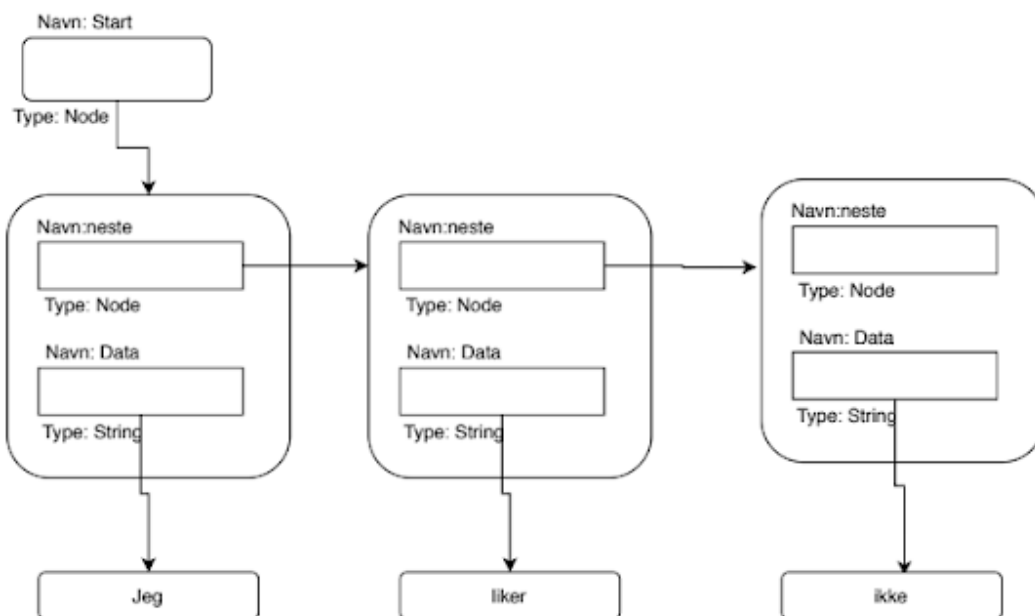 Navn: Start
Type: Node
Navn:neste
Type: Node
Navn: Data
Type: String
Navn:neste
Type: Node
Navn: Data
Type: String
Navn:neste
Type: Node
Navn: Data
Type: String
Jeg
liker
ikke